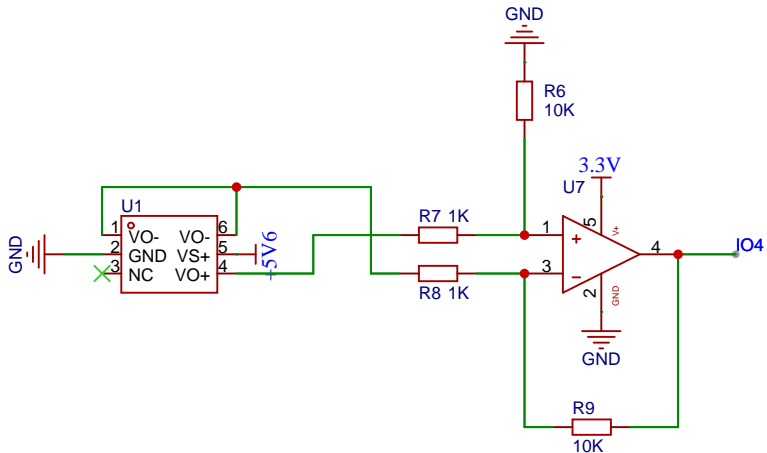 GND
R6
10K
3.3V
U7
U1
R7 1K
1 VO- VO- 6
2 GND VS+ 5
3 NC VO+ 4
GND
+5V6
R8 1K
1
3
+
-
5
V+
4
IO4
2
GND
GND
R9
10K